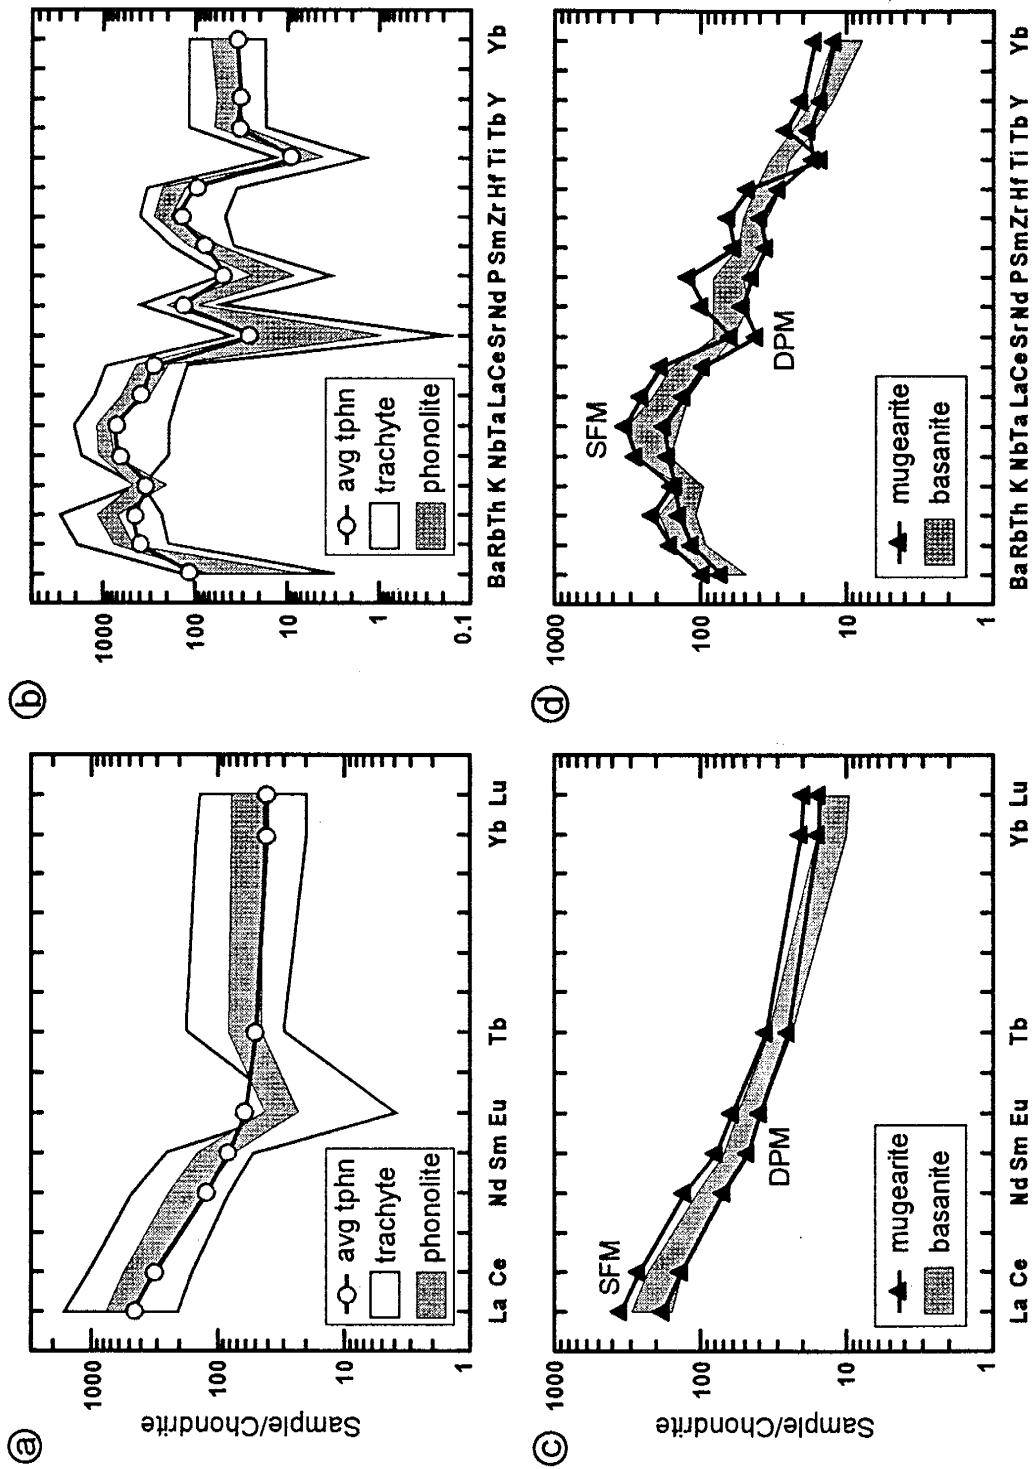 a
Sample/Chondrite
1000
100
10
1
avg tphn
trachyte
phonolite
La Ce Nd Sm Eu Tb Yb Lu
b
1000
100
10
1
0.1
avg tphn
trachyte
phonolite
Ba Rb Th K Nb Ta La Ce Sr Nd P Sm Zr Hf Ti Tb Y Yb
c
Sample/Chondrite
1000
100
10
1
SFM
DPM
mugearite
basanite
La Ce Nd Sm Eu Tb Yb Lu
d
1000
100
10
1
SFM
DPM
mugearite
basanite
Ba Rb Th K Nb Ta La Ce Sr Nd P Sm Zr Hf Ti Tb Y Yb